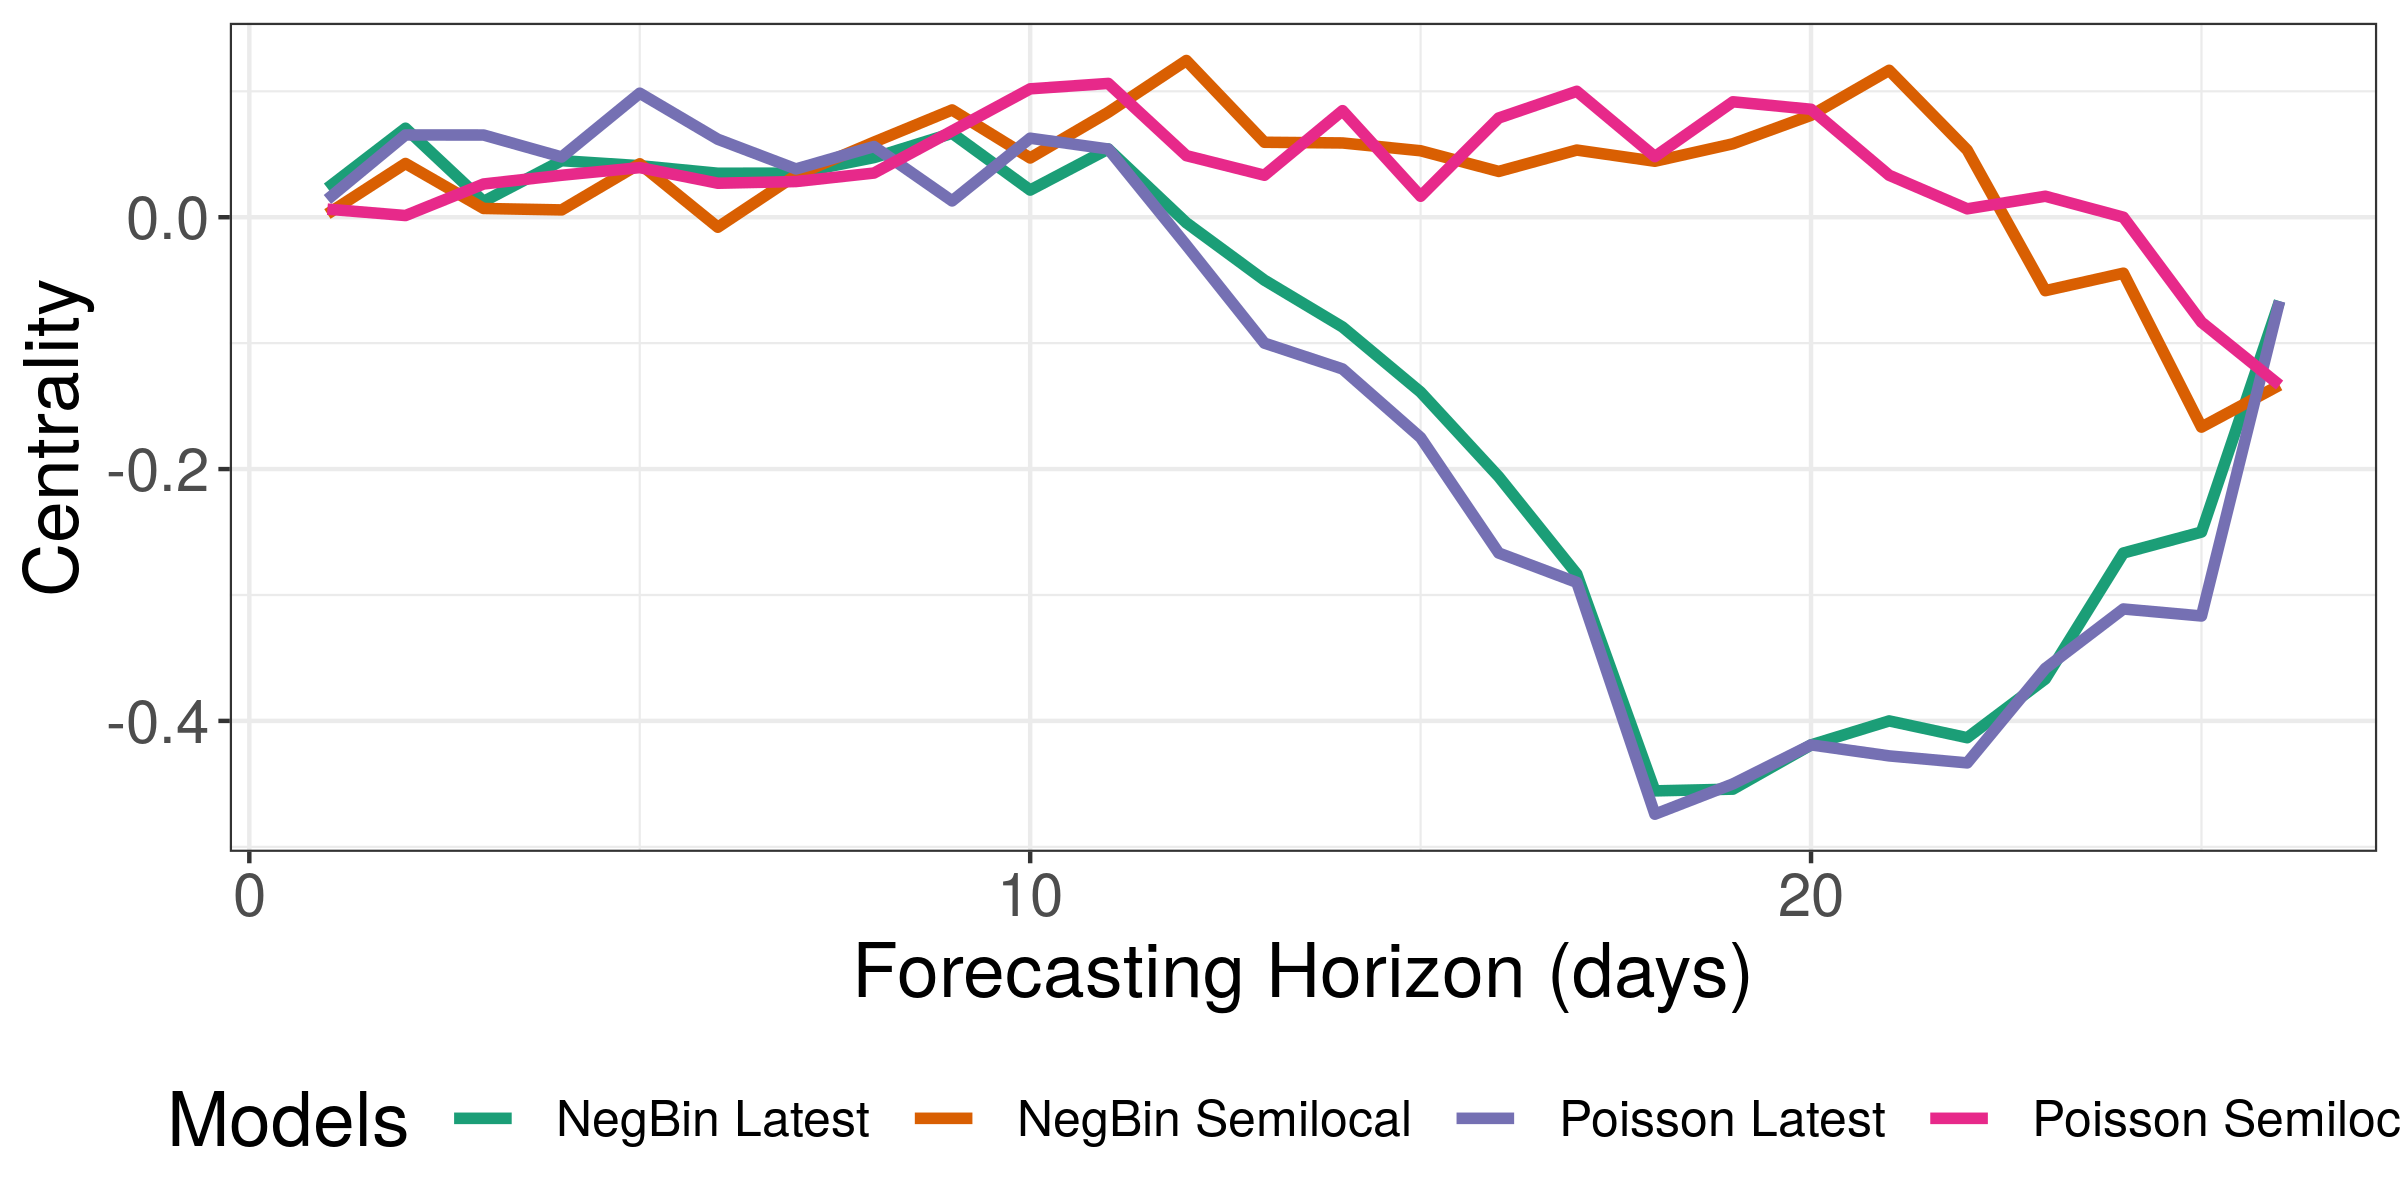 Centrality
0.0
-0.2
-0.4
0 10 20
Forecasting Horizon (days)
Models NegBin Latest NegBin Semilocal Poisson Latest Poisson Semiloc